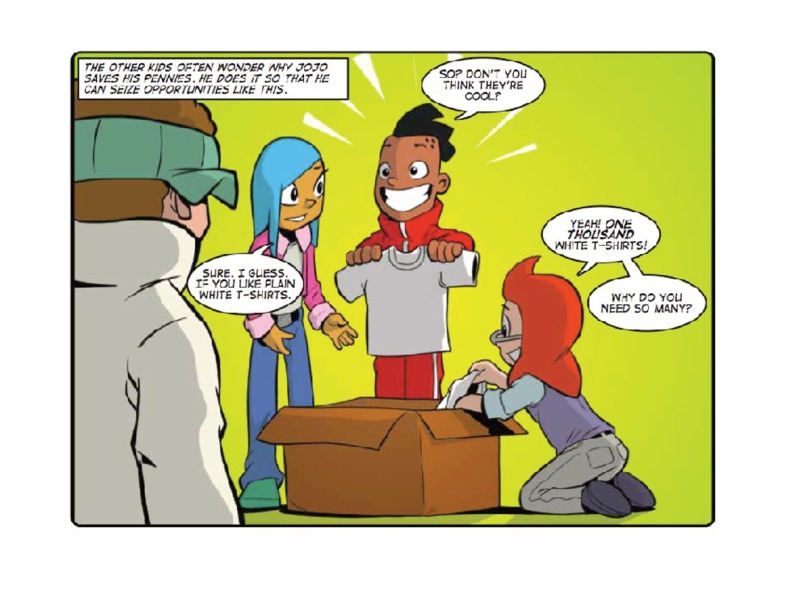 THE OTHER KIDS OFTEN WONDER WHY JOJO
SAVES HIS PENNIES. HE DOES IT SO THAT HE
CAN SEIZE OPPORTUNITIES LIKE THIS.
SO? DON'T YOU
THINK THEY'RE
COOL?
SURE, I GUESS.
IF YOU LIKE PLAIN
WHITE T-SHIRTS.
YEAH! ONE
THOUSAND
WHITE T-SHIRTS!
WHY DO YOU
NEED SO MANY?